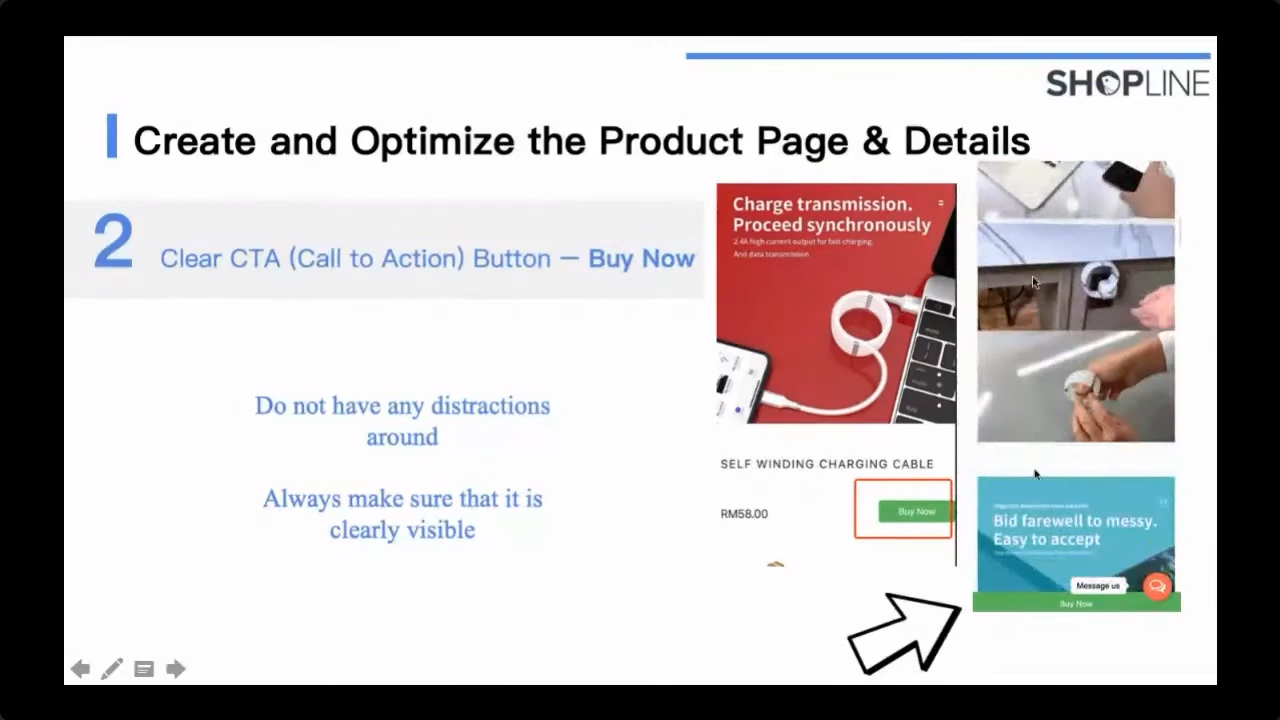 SHOPLINE
Create and Optimize the Product Page & Details
2
Clear CTA (Call to Action) Button – Buy Now
Do not have any distractions
around
Always make sure that it is
clearly visible
Charge transmission.
Proceed synchronously
2.4A high current output for fast charging.
And data transmission
SELF WINDING CHARGING CABLE
RM58.00
Buy Now
Bid farewell to messy.
Easy to accept
Message us
Buy Now